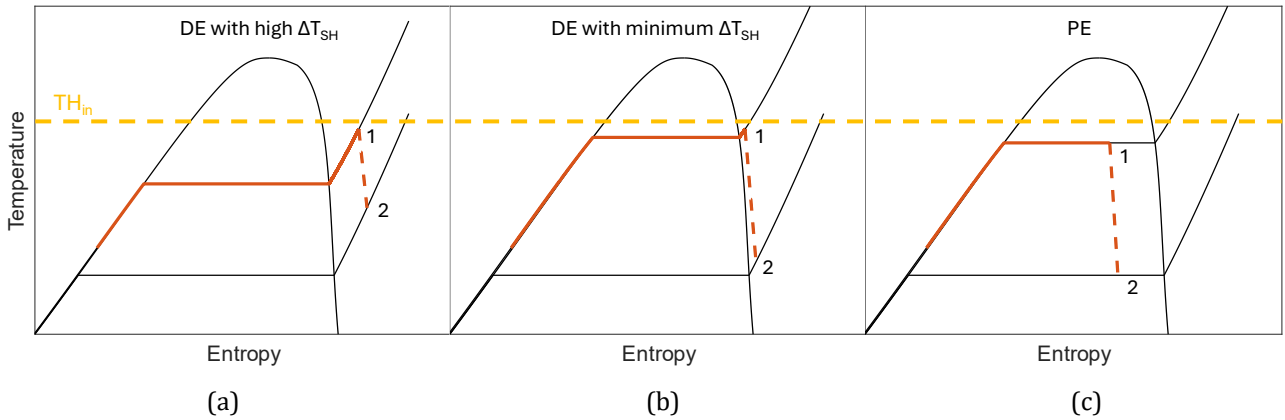 DE with high ΔT_SH
DE with minimum ΔT_SH
PE
TH_in
1
2
1
2
1
2
Temperature
Entropy
Entropy
Entropy
(a)
(b)
(c)